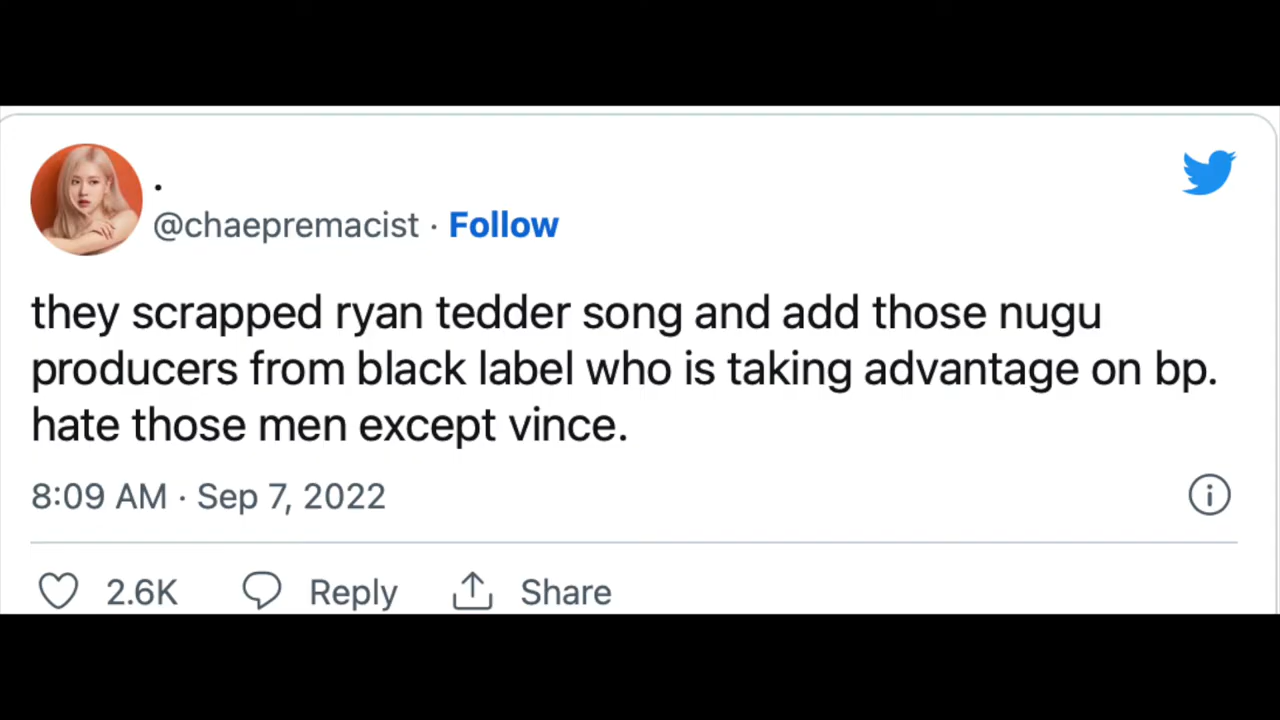 .
@chaepremacist · Follow
they scrapped ryan tedder song and add those nugu
producers from black label who is taking advantage on bp.
hate those men except vince.
8:09 AM · Sep 7, 2022
2.6K Reply Share